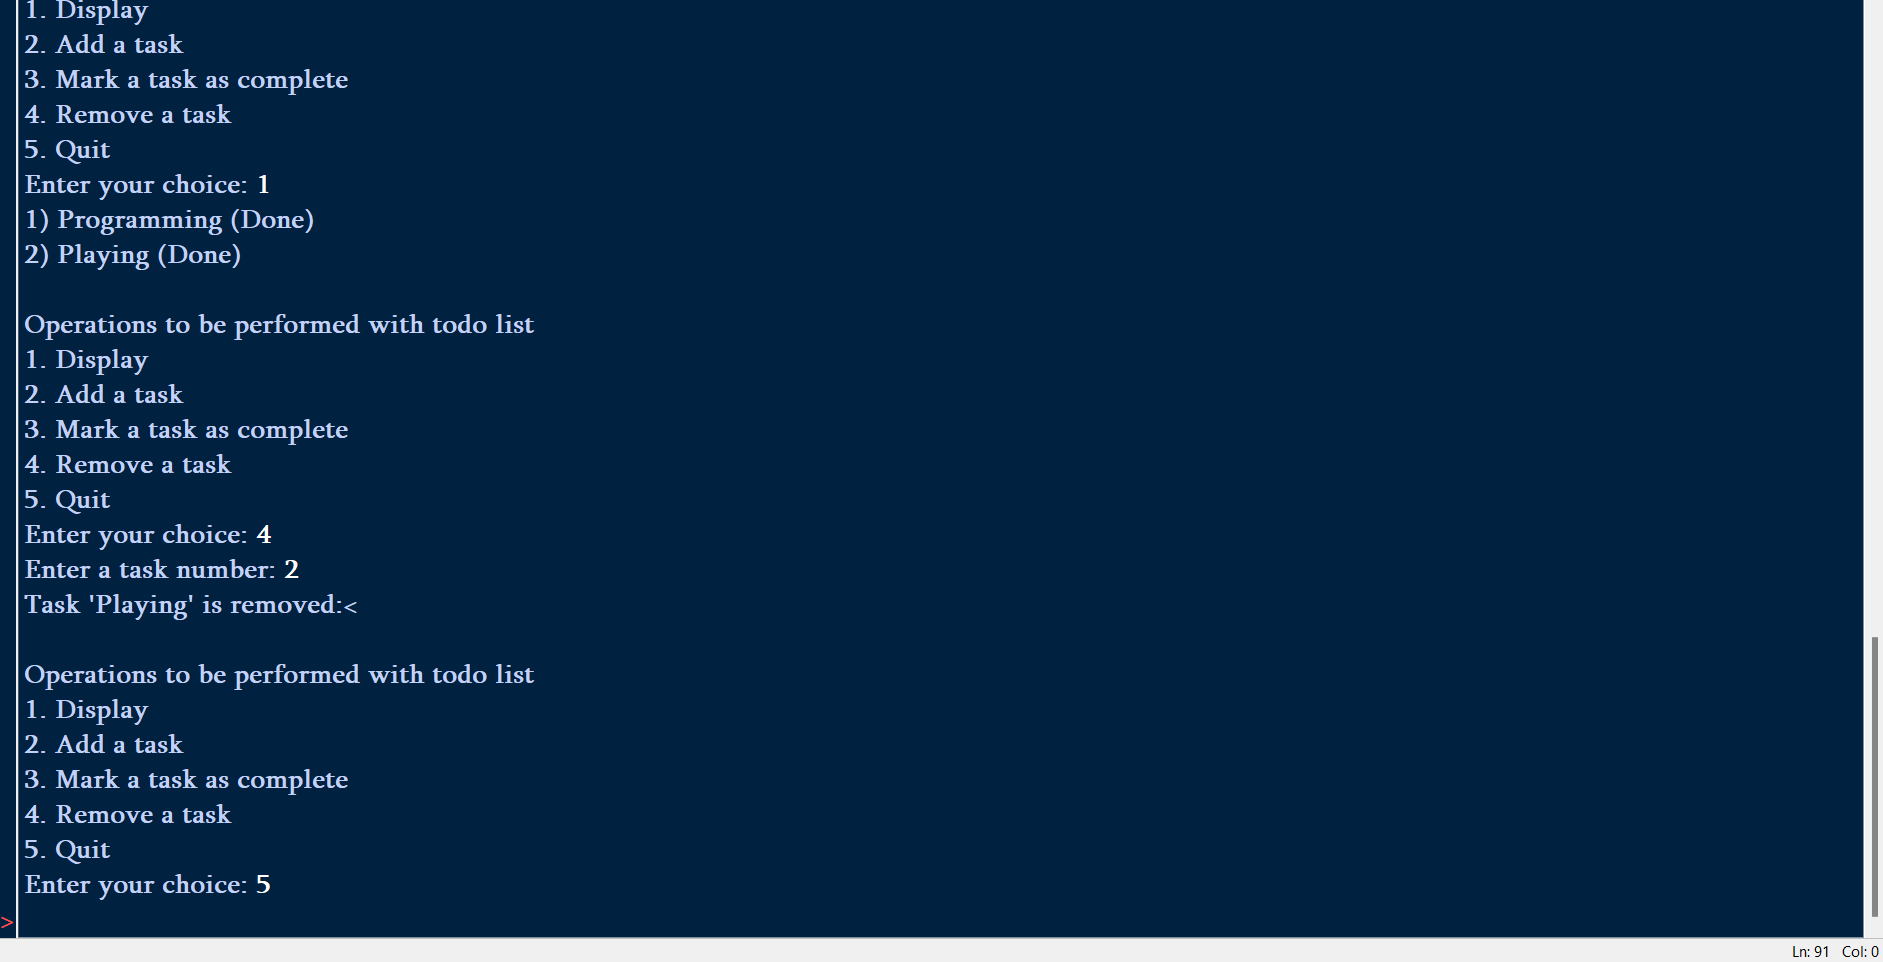 1. Display
2. Add a task
3. Mark a task as complete
4. Remove a task
5. Quit
Enter your choice: 1
1) Programming (Done)
2) Playing (Done)

Operations to be performed with todo list
1. Display
2. Add a task
3. Mark a task as complete
4. Remove a task
5. Quit
Enter your choice: 4
Enter a task number: 2
Task 'Playing' is removed:<

Operations to be performed with todo list
1. Display
2. Add a task
3. Mark a task as complete
4. Remove a task
5. Quit
Enter your choice: 5
>
Ln: 91 Col: 0